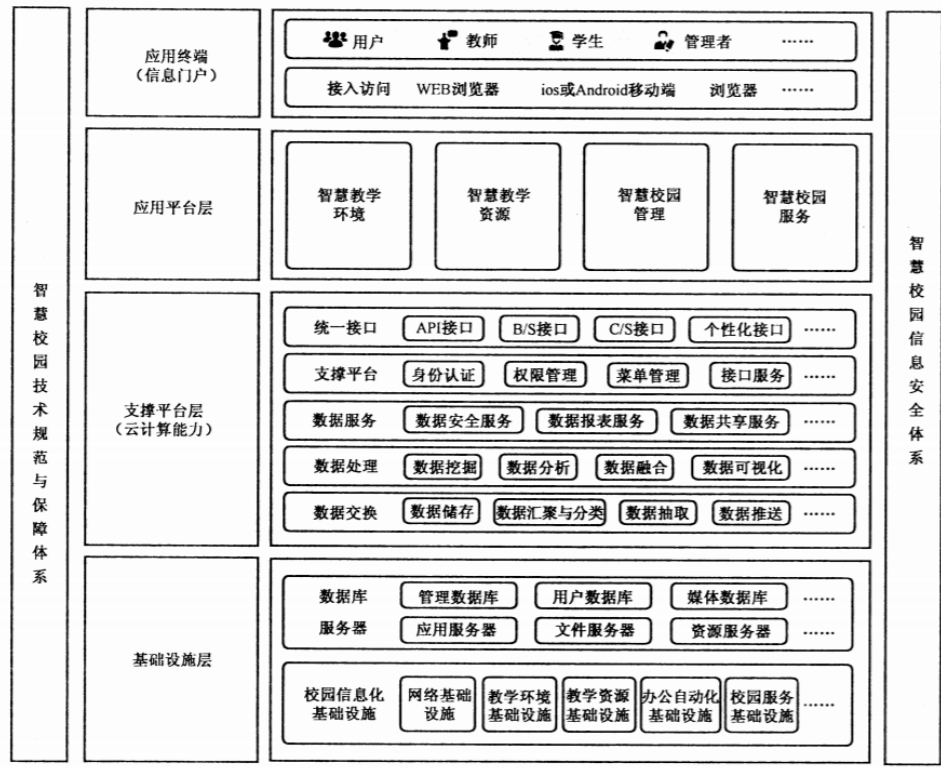 智慧校园技术规范与保障体系
应用终端
（信息门户）
用户 教师 学生 管理者 ……
接入访问 WEB浏览器 ios或Android移动端 浏览器 ……
应用平台层
智慧教学
环境
智慧教学
资源
智慧校园
管理
智慧校园
服务
支撑平台层
（云计算能力）
统一接口 API接口 B/S接口 C/S接口 个性化接口 ……
支撑平台 身份认证 权限管理 菜单管理 接口服务 ……
数据服务 数据安全服务 数据报表服务 数据共享服务 ……
数据处理 数据挖掘 数据分析 数据融合 数据可视化 ……
数据交换 数据储存 数据汇聚与分类 数据抽取 数据推送 ……
基础设施层
数据库 管理数据库 用户数据库 媒体数据库 ……
服务器 应用服务器 文件服务器 资源服务器 ……
校园信息化
基础设施
网络基础
设施
教学环境
基础设施
教学资源
基础设施
办公自动化
基础设施
校园服务
基础设施
……
智慧校园信息安全体系